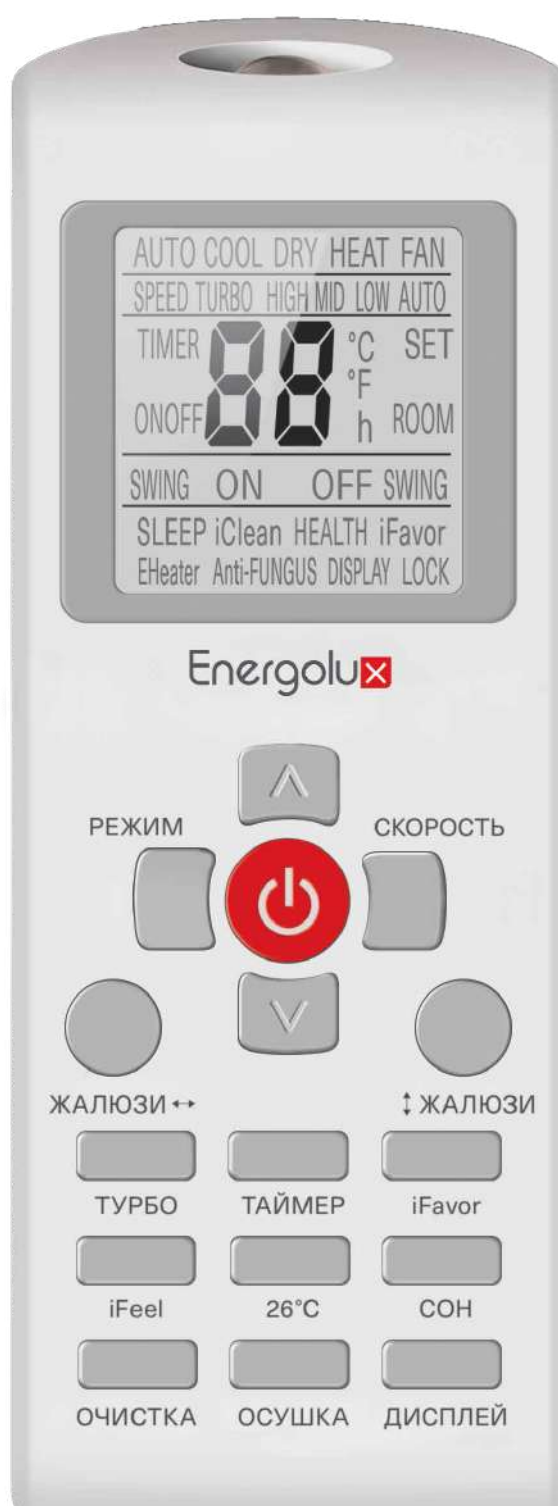 AUTO COOL DRY HEAT FAN
SPEED TURBO HIGH MID LOW AUTO
TIMER 88 °C SET
°F
ONOFF h ROOM
SWING ON OFF SWING
SLEEP iClean HEALTH iFavor
EHeater Anti-FUNGUS DISPLAY LOCK
Energolux
РЕЖИМ СКОРОСТЬ
ЖАЛЮЗИ ↔ ↕ ЖАЛЮЗИ
ТУРБО ТАЙМЕР iFavor
iFeel 26°C СОН
ОЧИСТКА ОСУШКА ДИСПЛЕЙ